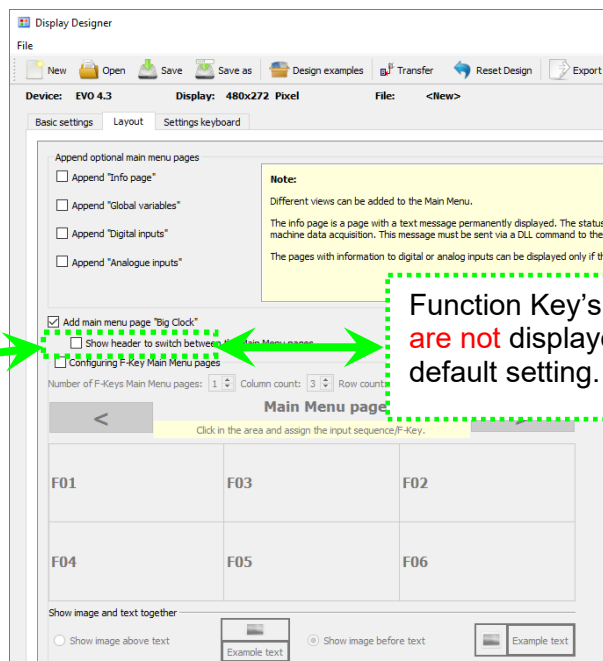 Display Designer
File
New Open Save Save as Design examples Transfer Reset Design Export
Device: EVO 4.3 Display: 480x272 Pixel File: <New>
Basic settings Layout Settings keyboard
Append optional main menu pages
Append "Info page"
Append "Global variables"
Append "Digital inputs"
Append "Analogue inputs"
Note:
Different views can be added to the Main Menu.
The info page is a page with a text message permanently displayed. The status
machine data acquisition. This message must be sent via a DLL command to the
The pages with information to digital or analog inputs can be displayed only if
Add main menu page "Big Clock"
Show header to switch between the Main Menu pages
Function Key's
are not display
default setting.
Configuring F-Key Main Menu pages
Number of F-Keys Main Menu pages: 1 Column count: 3 Row count
< Main Menu page
Click in the area and assign the input sequence/F-Key.
F01 F03 F02
F04 F05 F06
Show image and text together
Show image above text
Example text
Show image before text
Example text